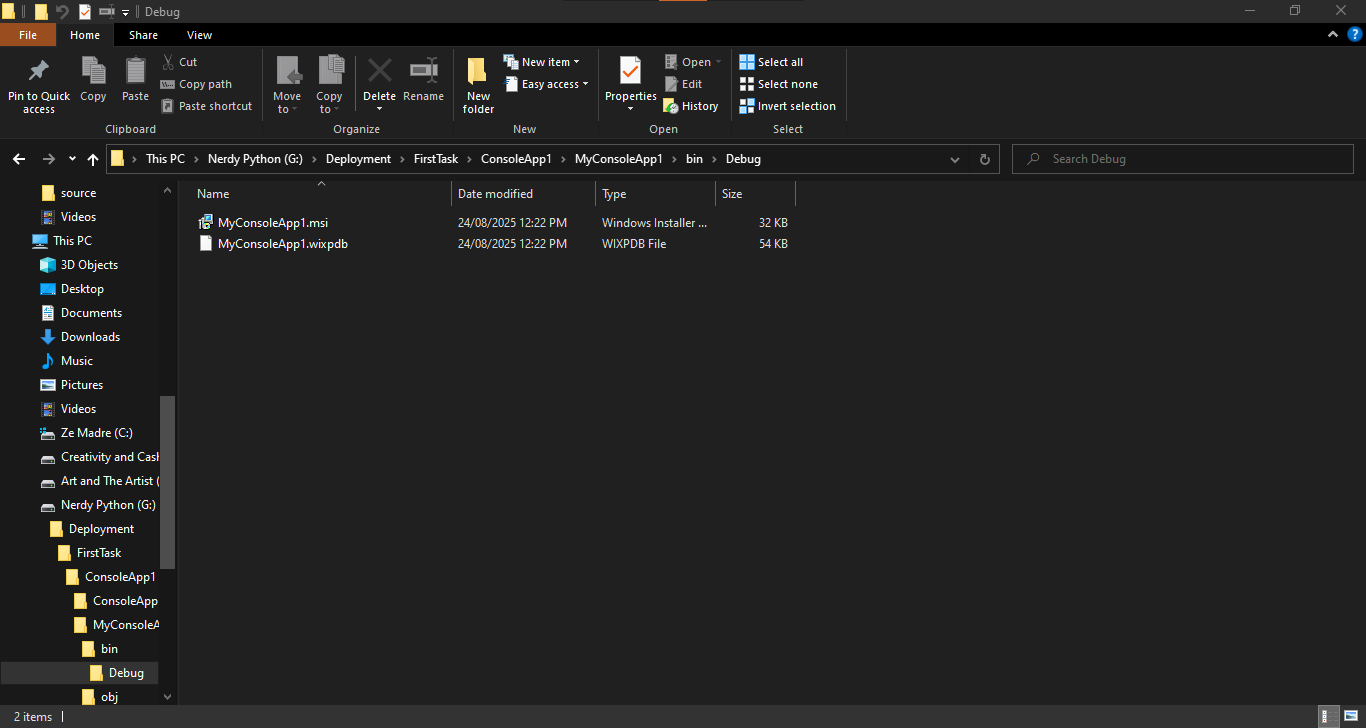 Debug
File Home Share View
Pin to Quick access
Copy
Paste
Cut
Copy path
Paste shortcut
Clipboard
Move to
Copy to
Delete
Rename
Organize
New folder
New item
Easy access
New
Properties
Open
Edit
History
Open
Select all
Select none
Invert selection
Select
This PC Nerdy Python (G:) Deployment FirstTask ConsoleApp1 MyConsoleApp1 bin Debug
Search Debug
source
Videos
This PC
3D Objects
Desktop
Documents
Downloads
Music
Pictures
Videos
Ze Madre (C:)
Creativity and Cash
Art and The Artist (
Nerdy Python (G:)
Deployment
FirstTask
ConsoleApp1
ConsoleApp
MyConsoleA
bin
Debug
obj
Name Date modified Type Size
MyConsoleApp1.msi 24/08/2025 12:22 PM Windows Installer ... 32 KB
MyConsoleApp1.wixpdb 24/08/2025 12:22 PM WIXPDB File 54 KB
2 items